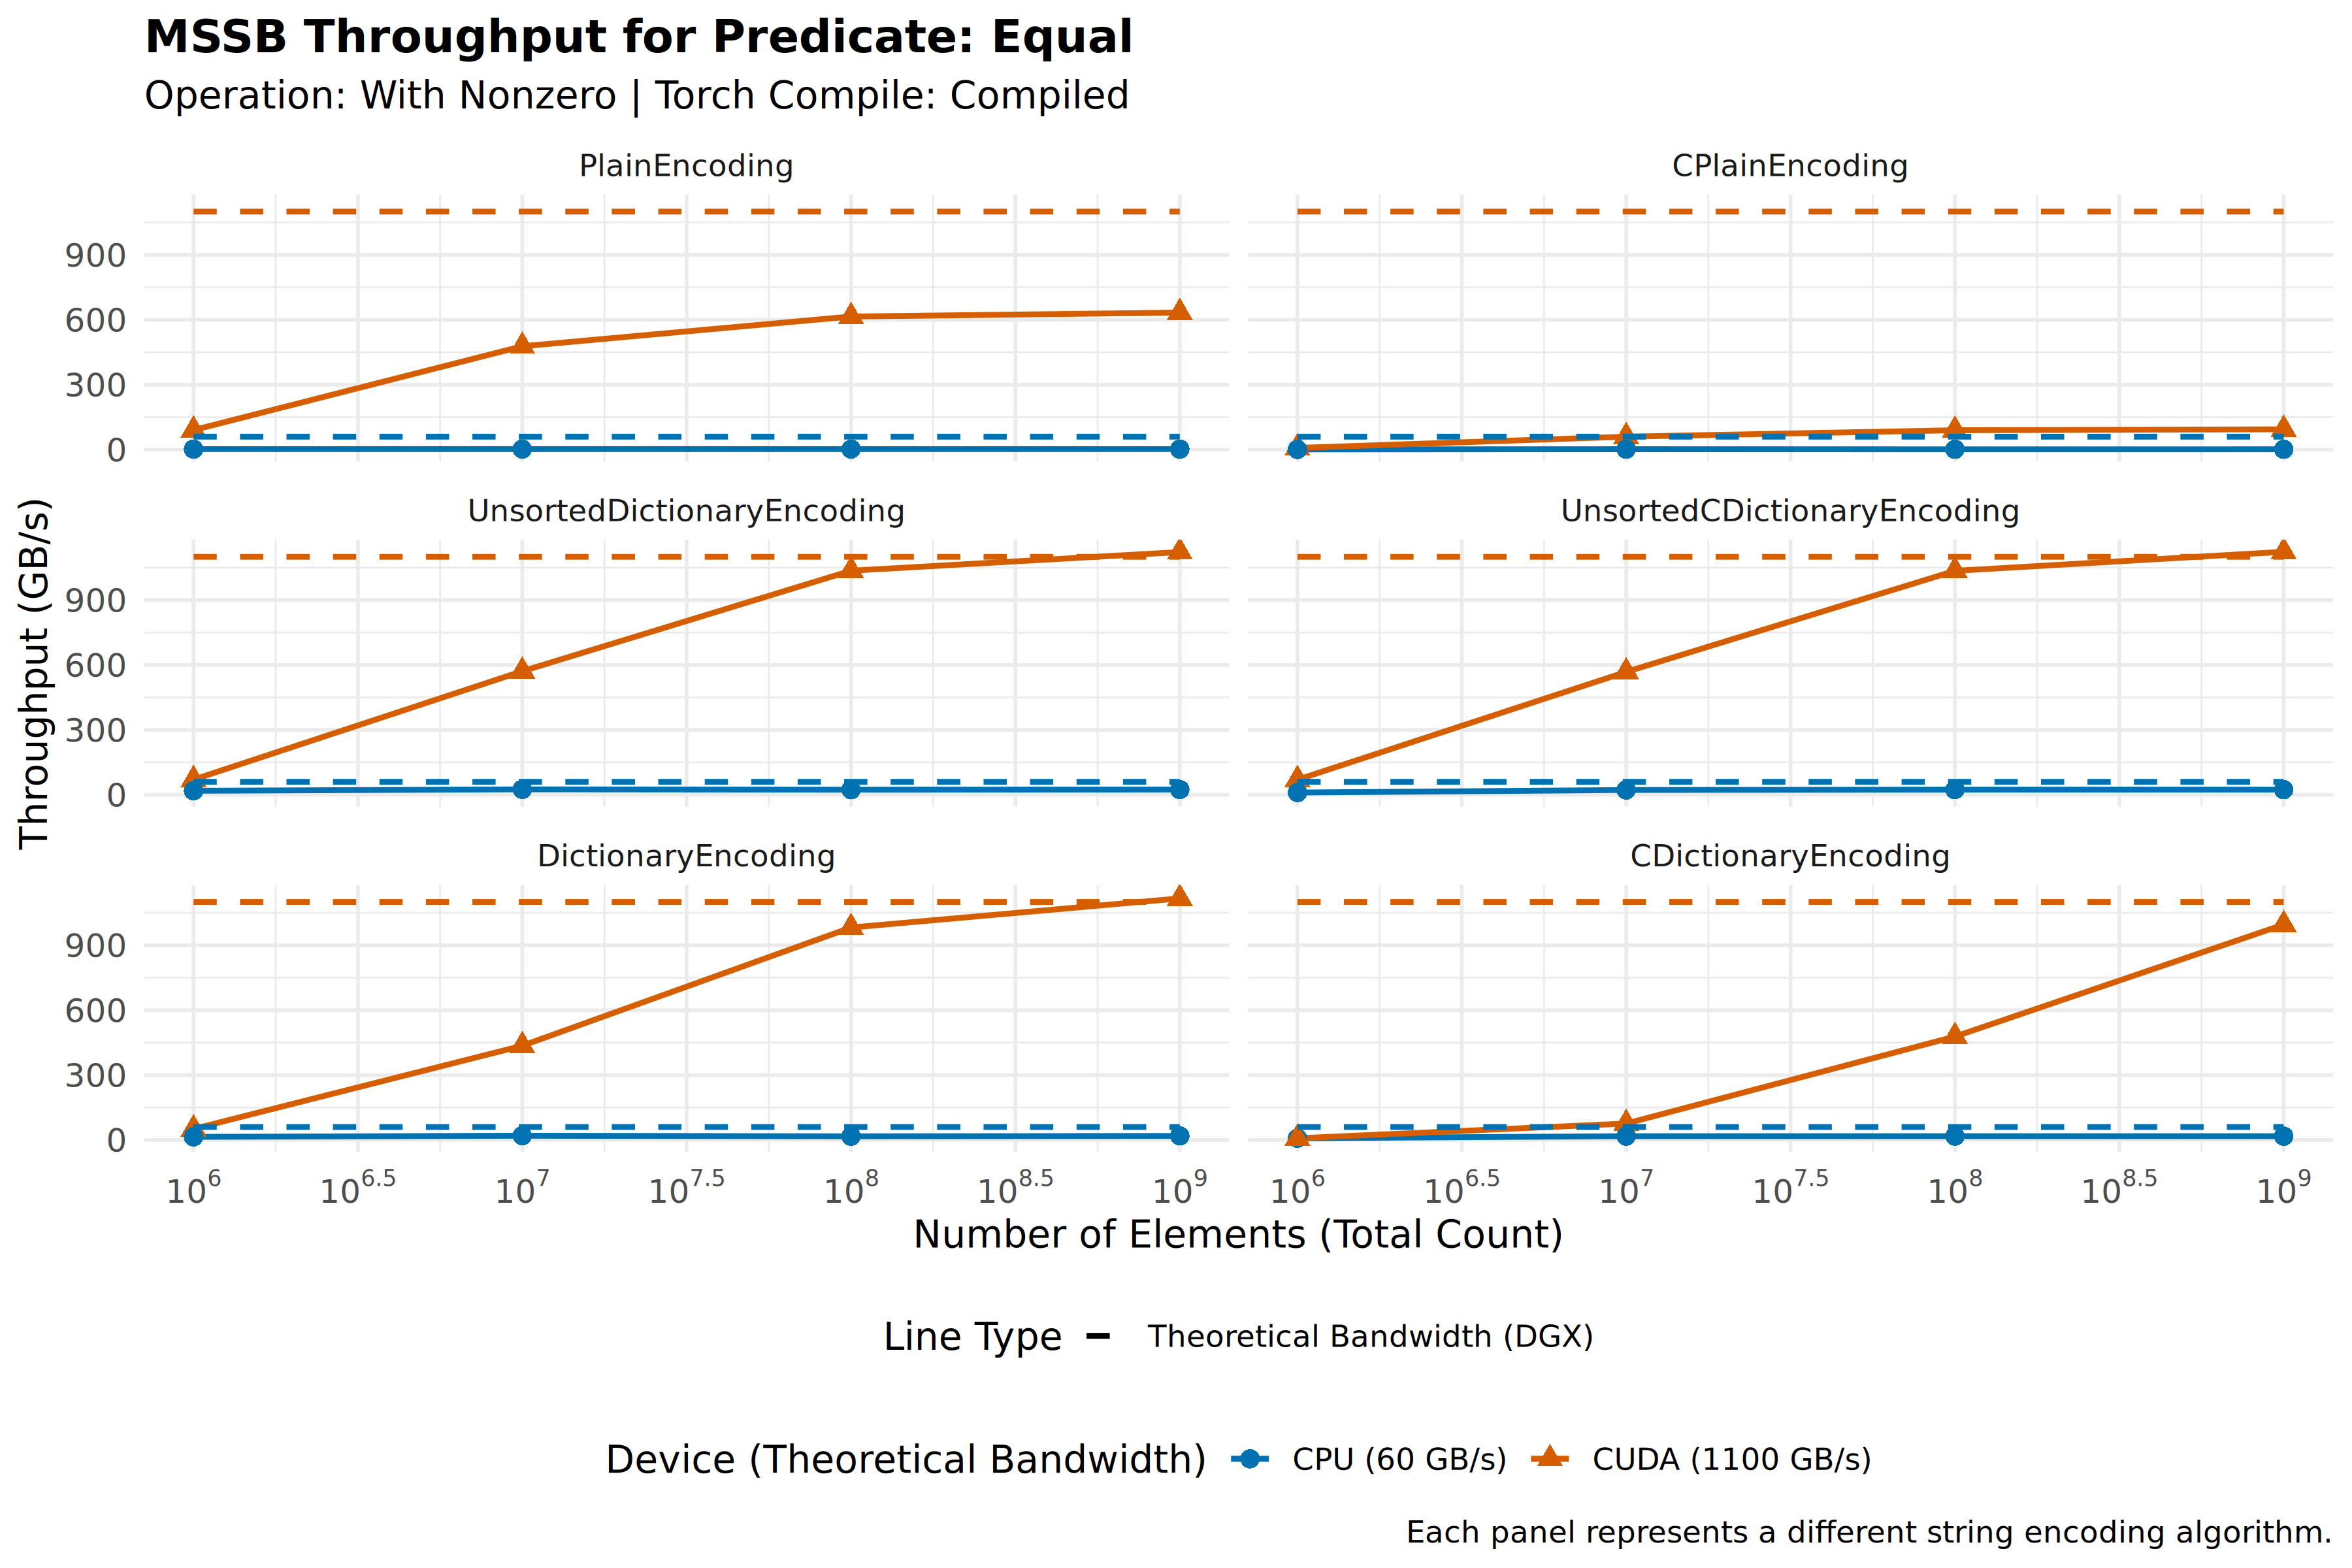 MSSB Throughput for Predicate: Equal
Operation: With Nonzero | Torch Compile: Compiled
PlainEncoding
CPlainEncoding
900
600
300
0
UnsortedDictionaryEncoding
UnsortedCDictionaryEncoding
900
600
300
0
DictionaryEncoding
CDictionaryEncoding
900
600
300
0
Throughput (GB/s)
10^6 10^6.5 10^7 10^7.5 10^8 10^8.5 10^9
10^6 10^6.5 10^7 10^7.5 10^8 10^8.5 10^9
Number of Elements (Total Count)
Line Type Theoretical Bandwidth (DGX)
Device (Theoretical Bandwidth) CPU (60 GB/s) CUDA (1100 GB/s)
Each panel represents a different string encoding algorithm.